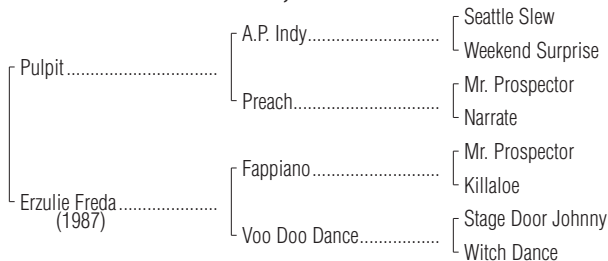 Seattle Slew
A.P. Indy
Weekend Surprise
Pulpit
Mr. Prospector
Preach
Narrate
Mr. Prospector
Fappiano
Killaloe
Erzulie Freda
(1987)
Stage Door Johnny
Voo Doo Dance
Witch Dance